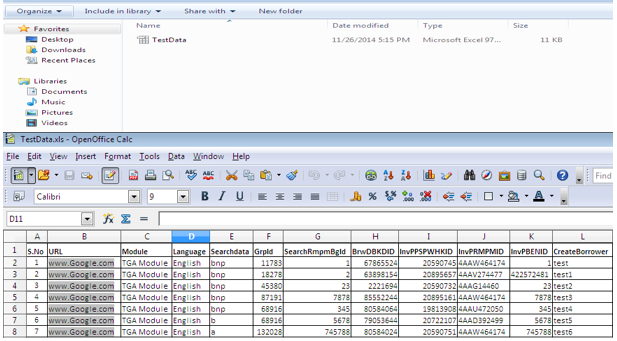 Organize Include in library Share with New folder
Name Date modified Type Size
Favorites
Desktop
Downloads
Recent Places
TestData 11/26/2014 5:15 PM Microsoft Excel 97... 11 KB
Libraries
Documents
Music
Pictures
Videos
TestData.xls - OpenOffice Calc
File Edit View Insert Format Tools Data Window Help
Find
Calibri 9 B I U
D11 fx Σ =
A B C D E F G H I J K L
1 S.No URL Module Language Searchdata GrpId SearchRmpmBgId BrwDBKDID InvPPSPWHKID InvPRMPMID InvPBENID CreateBorrower
2 1 www.Google.com TGA Module English bnp 11783 1 67865524 20590745 4AAW464174 1 test
3 2 www.Google.com TGA Module English bnp 18278 2 63898154 20895657 4AAV274477 422572481 test1
4 3 www.Google.com TGA Module English bnp 45380 23 2221694 20590732 4AAG14460 23 test2
5 4 www.Google.com TGA Module English bnp 87191 7878 85552244 20895161 4AAW464174 7878 test3
6 5 www.Google.com TGA Module English bnp 68916 345 80584064 19813908 4AAU472050 345 test4
7 6 www.Google.com TGA Module English b 68916 5678 79053644 20722107 4AAD392499 5678 test5
8 7 www.Google.com TGA Module English a 132028 745788 80584024 20590751 4AAW464174 745788 test6